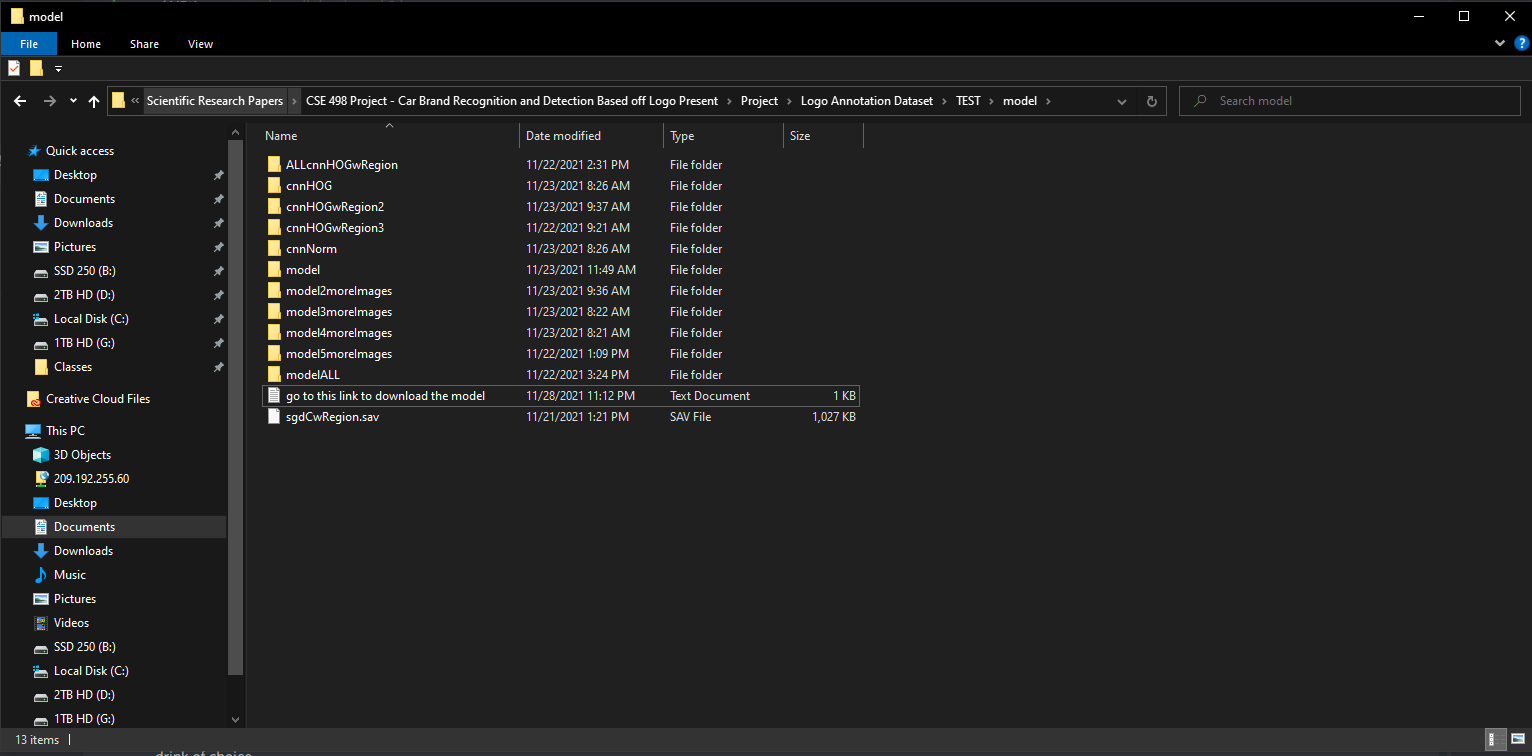 model
File Home Share View
« Scientific Research Papers > CSE 498 Project - Car Brand Recognition and Detection Based off Logo Present > Project > Logo Annotation Dataset > TEST > model >
Search model
Name Date modified Type Size
Quick access
Desktop
Documents
Downloads
Pictures
SSD 250 (B:)
2TB HD (D:)
Local Disk (C:)
1TB HD (G:)
Classes
Creative Cloud Files
This PC
3D Objects
209.192.255.60
Desktop
Documents
Downloads
Music
Pictures
Videos
SSD 250 (B:)
Local Disk (C:)
2TB HD (D:)
1TB HD (G:)
ALLcnnHOGwRegion 11/22/2021 2:31 PM File folder
cnnHOG 11/23/2021 8:26 AM File folder
cnnHOGwRegion2 11/23/2021 9:37 AM File folder
cnnHOGwRegion3 11/22/2021 9:21 AM File folder
cnnNorm 11/23/2021 8:26 AM File folder
model 11/23/2021 11:49 AM File folder
model2moreImages 11/23/2021 9:36 AM File folder
model3moreImages 11/23/2021 8:22 AM File folder
model4moreImages 11/23/2021 8:21 AM File folder
model5moreImages 11/22/2021 1:09 PM File folder
modelALL 11/22/2021 3:24 PM File folder
go to this link to download the model 11/28/2021 11:12 PM Text Document 1 KB
sgdCwRegion.sav 11/21/2021 1:21 PM SAV File 1,027 KB
13 items
drink of choice